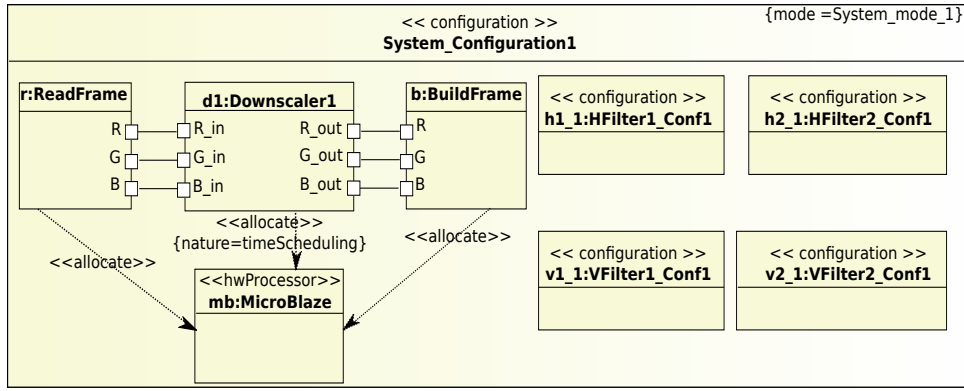 {mode =System_mode_1}
<< configuration >>
System_Configuration1
r:ReadFrame
R
G
B
d1:Downscaler1
R_in
G_in
B_in
R_out
G_out
B_out
b:BuildFrame
R
G
B
<< configuration >>
h1_1:HFilter1_Conf1
<< configuration >>
h2_1:HFilter2_Conf1
<<allocate>>
<<allocate>>
{nature=timeScheduling}
<<allocate>>
<<hwProcessor>>
mb:MicroBlaze
<< configuration >>
v1_1:VFilter1_Conf1
<< configuration >>
v2_1:VFilter2_Conf1